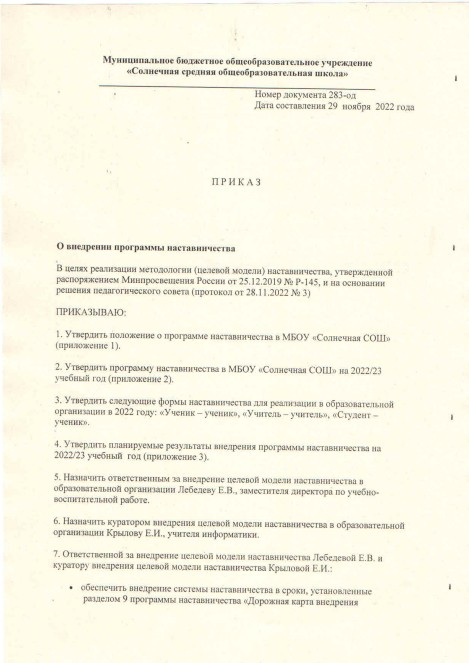 Муниципальное бюджетное общеобразовательное учреждение
«Солнечная средняя общеобразовательная школа»
Номер документа 283-од
Дата составления 29 ноября 2022 года
П Р И К А З
О внедрении программы наставничества
В целях реализации методологии (целевой модели) наставничества, утвержденной
распоряжением Минпросвещения России от 25.12.2019 № Р-145, и на основании
решения педагогического совета (протокол от 28.11.2022 № 3)
ПРИКАЗЫВАЮ:
1. Утвердить положение о программе наставничества в МБОУ «Солнечная СОШ»
(приложение 1).
2. Утвердить программу наставничества в МБОУ «Солнечная СОШ» на 2022/23
учебный год (приложение 2).
3. Утвердить следующие формы наставничества для реализации в образовательной
организации в 2022 году: «Ученик – ученик», «Учитель – учитель», «Студент –
ученик».
4. Утвердить планируемые результаты внедрения программы наставничества на
2022/23 учебный год (приложение 3).
5. Назначить ответственным за внедрение целевой модели наставничества в
образовательной организации Лебедеву Е.В., заместителя директора по учебно-
воспитательной работе.
6. Назначить куратором внедрения целевой модели наставничества в образовательной
организации Крылову Е.И., учителя информатики.
7. Ответственной за внедрение целевой модели наставничества Лебедевой Е.В. и
куратору внедрения целевой модели наставничества Крыловой Е.И.:
• обеспечить внедрение системы наставничества в сроки, установленные
разделом 9 программы наставничества «Дорожная карта внедрения